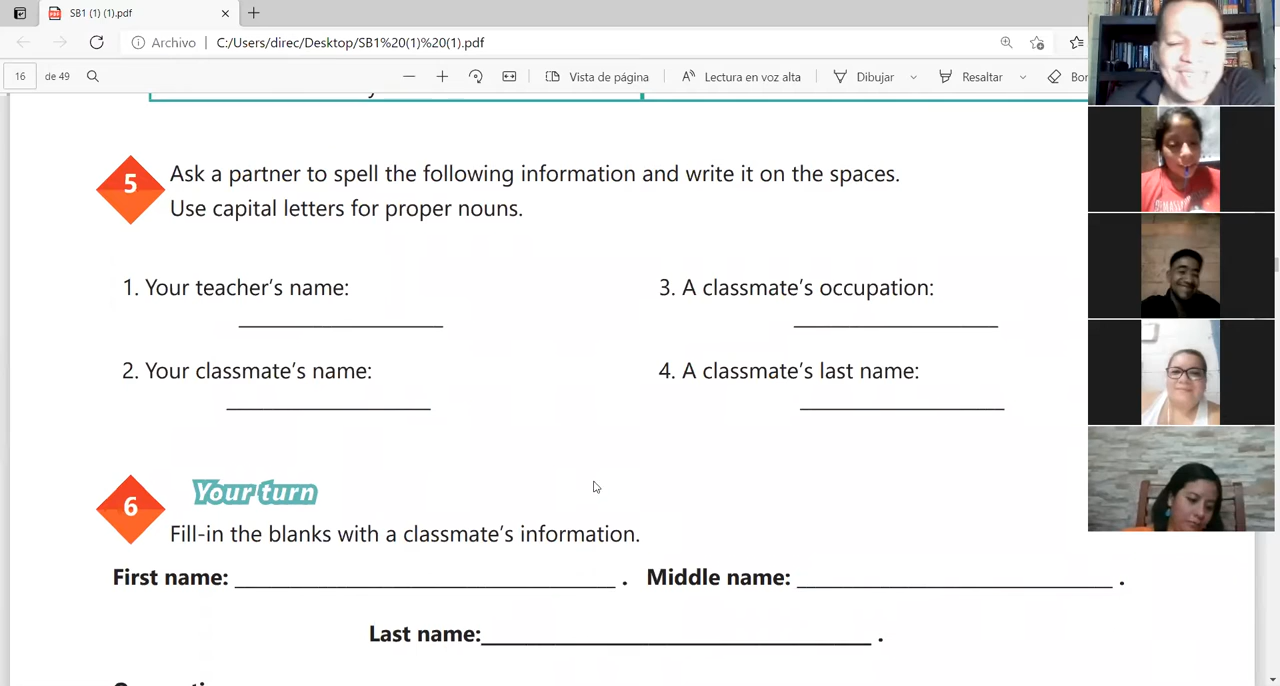 SB1 (1) (1).pdf
Archivo | C:/Users/direc/Desktop/SB1%20(1)%20(1).pdf
16 de 49 Vista de página Lectura en voz alta Dibujar Resaltar
5 Ask a partner to spell the following information and write it on the spaces.
Use capital letters for proper nouns.
1. Your teacher's name: 3. A classmate's occupation:
2. Your classmate's name: 4. A classmate's last name:
Your turn
6 Fill-in the blanks with a classmate's information.
First name: ______ . Middle name: ______ .
Last name:______ .